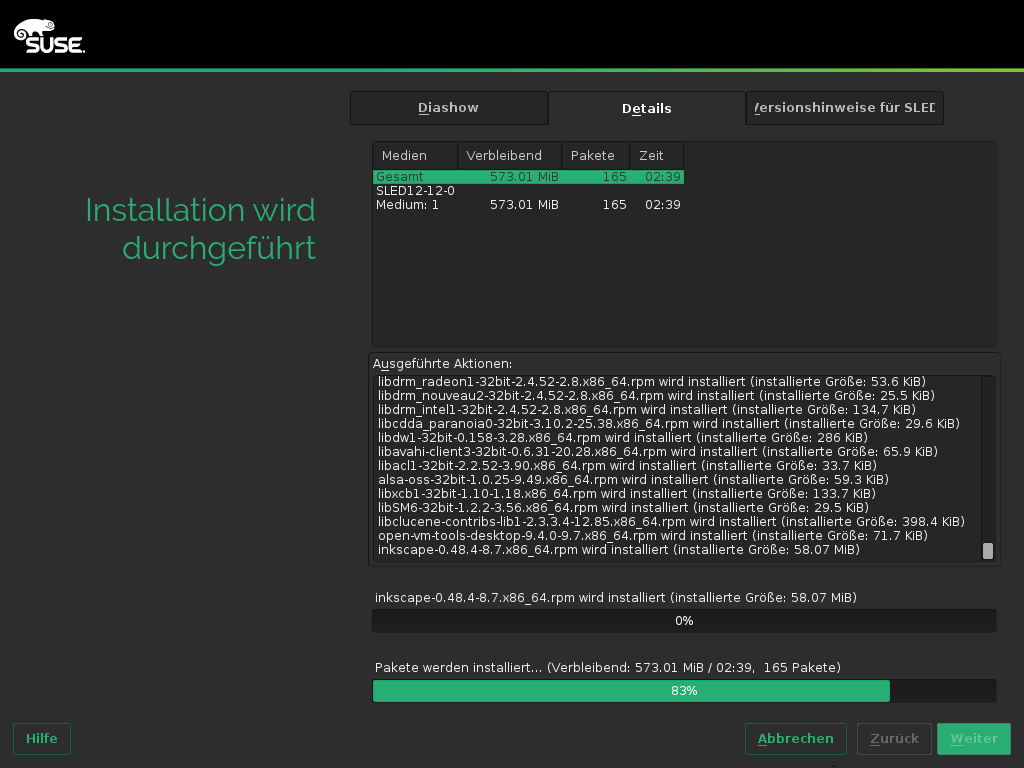 SUSE.
Diashow
Details
ersionshinweise für SLED
Installation wird
durchgeführt
Medien Verbleibend Pakete Zeit
Gesamt 573.01 MiB 165 02:39
SLED12-12-0
Medium: 1 573.01 MiB 165 02:39
Ausgeführte Aktionen:
libdrm_radeon1-32bit-2.4.52-2.8.x86_64.rpm wird installiert (installierte Größe: 53.6 KiB)
libdrm_nouveau2-32bit-2.4.52-2.8.x86_64.rpm wird installiert (installierte Größe: 25.5 KiB)
libdrm_intel1-32bit-2.4.52-2.8.x86_64.rpm wird installiert (installierte Größe: 134.7 KiB)
libcdda_paranoia0-32bit-3.10.2-25.38.x86_64.rpm wird installiert (installierte Größe: 29.6 KiB)
libdw1-32bit-0.158-3.28.x86_64.rpm wird installiert (installierte Größe: 286 KiB)
libavahi-client3-32bit-0.6.31-20.28.x86_64.rpm wird installiert (installierte Größe: 65.9 KiB)
libacl1-32bit-2.2.52-3.90.x86_64.rpm wird installiert (installierte Größe: 33.7 KiB)
alsa-oss-32bit-1.0.25-9.49.x86_64.rpm wird installiert (installierte Größe: 59.3 KiB)
libxcb1-32bit-1.10-1.18.x86_64.rpm wird installiert (installierte Größe: 133.7 KiB)
libSM6-32bit-1.2.2-3.56.x86_64.rpm wird installiert (installierte Größe: 29.5 KiB)
libclucene-contribs-lib1-2.3.3.4-12.85.x86_64.rpm wird installiert (installierte Größe: 398.4 KiB)
open-vm-tools-desktop-9.4.0-9.7.x86_64.rpm wird installiert (installierte Größe: 71.7 KiB)
inkscape-0.48.4-8.7.x86_64.rpm wird installiert (installierte Größe: 58.07 MiB)
inkscape-0.48.4-8.7.x86_64.rpm wird installiert (installierte Größe: 58.07 MiB)
0%
Pakete werden installiert... (Verbleibend: 573.01 MiB / 02:39, 165 Pakete)
83%
Hilfe
Abbrechen
Zurück
Weiter